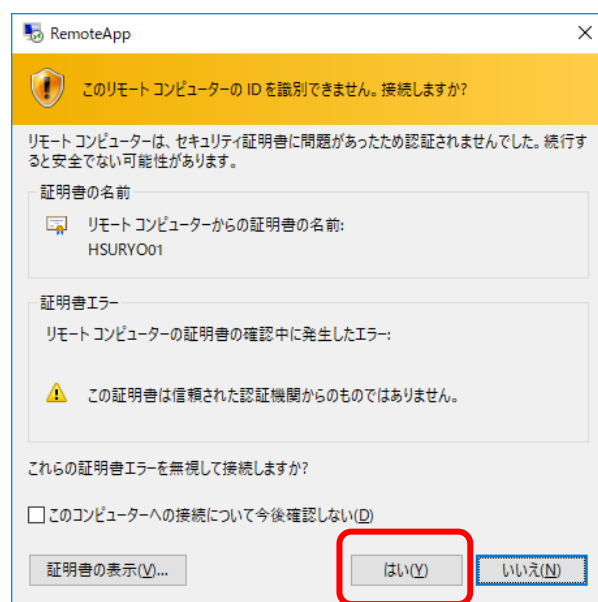 RemoteApp
このリモート コンピューターの ID を識別できません。接続しますか?
リモート コンピューターは、セキュリティ証明書に問題があったため認証されませんでした。続行す
ると安全でない可能性があります。
証明書の名前
リモート コンピューターからの証明書の名前:
HSURYO01
証明書エラー
リモート コンピューターの証明書の確認中に発生したエラー:
この証明書は信頼された認証機関からのものではありません。
これらの証明書エラーを無視して接続しますか?
このコンピューターへの接続について今後確認しない(D)
証明書の表示(V)...
はい(Y)
いいえ(N)